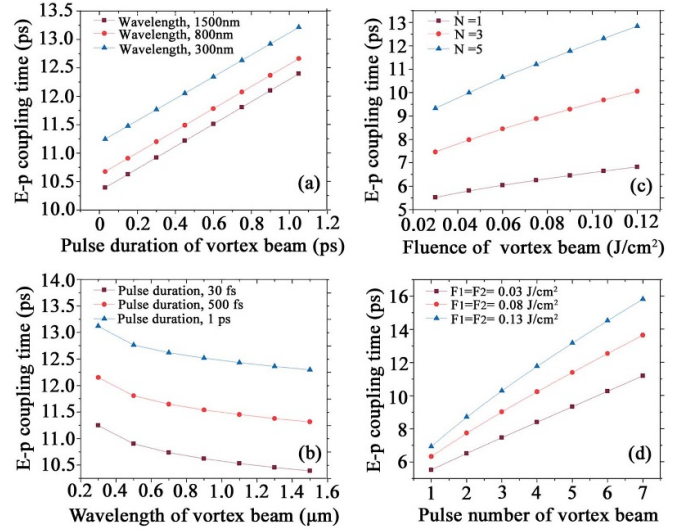 E-p coupling time (ps)
13.5
13.0
12.5
12.0
11.5
11.0
10.5
10.0
Wavelength, 1500nm
Wavelength, 800nm
Wavelength, 300nm
(a)
0 0.2 0.4 0.6 0.8 1.0 1.2
Pulse duration of vortex beam (ps)
E-p coupling time (ps)
13
12
11
10
9
8
7
6
5
N =1
N =3
N =5
(c)
0.02 0.04 0.06 0.08 0.10 0.12
Fluence of vortex beam (J/cm²)
E-p coupling time (ps)
14.0
13.5
13.0
12.5
12.0
11.5
11.0
10.5
Pulse duration, 30 fs
Pulse duration, 500 fs
Pulse duration, 1 ps
(b)
0.2 0.4 0.6 0.8 1.0 1.2 1.4 1.6
Wavelength of vortex beam (μm)
E-p coupling time (ps)
16
14
12
10
8
6
F1=F2= 0.03 J/cm²
F1=F2= 0.08 J/cm²
F1=F2= 0.13 J/cm²
(d)
1 2 3 4 5 6 7
Pulse number of vortex beam